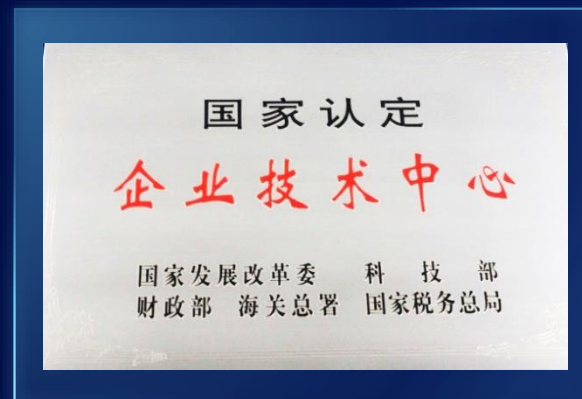 国家认定
企业技术中心
国家发展改革委 科技部
财政部 海关总署 国家税务总局